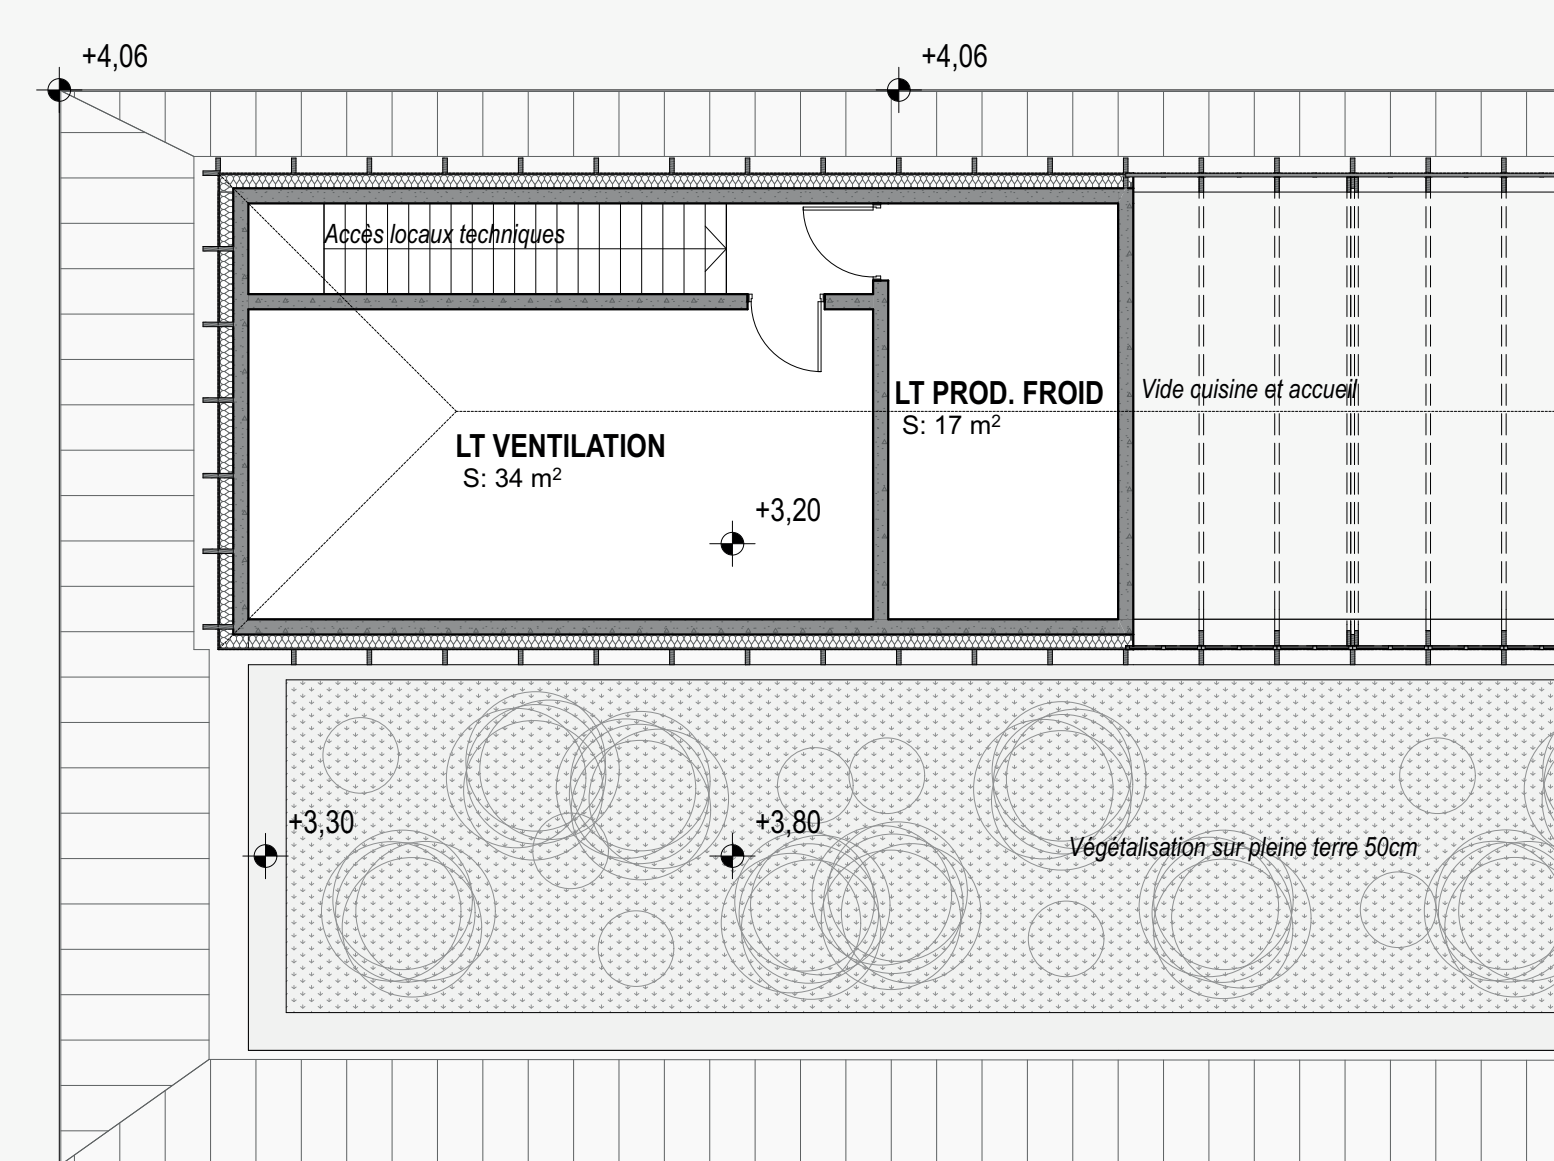 +4,06
+4,06
Accès locaux techniques
LT PROD. FROID
S: 17 m²
Vide cuisine et accueil
LT VENTILATION
S: 34 m²
+3,20
+3,30
+3,80
Végétalisation sur pleine terre 50cm